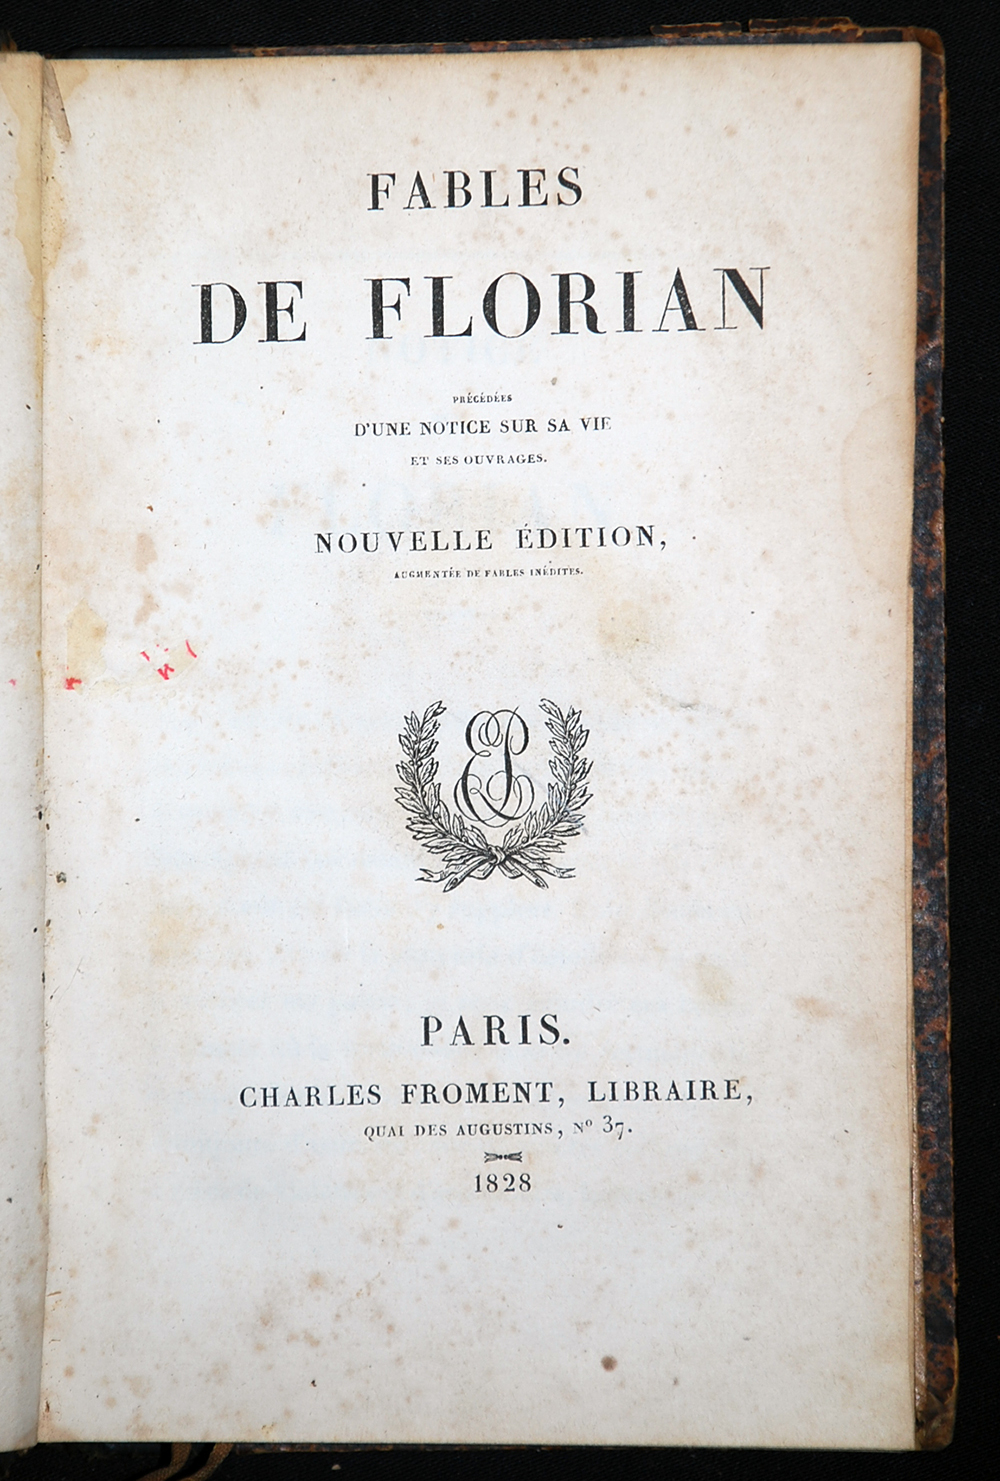 FABLES
DE FLORIAN
PRÉCÉDÉES
D'UNE NOTICE SUR SA VIE
ET SES OUVRAGES.
NOUVELLE ÉDITION,
AUGMENTÉE DE FABLES INÉDITES.
PARIS.
CHARLES FROMENT, LIBRAIRE,
QUAI DES AUGUSTINS, Nº 37.
1828